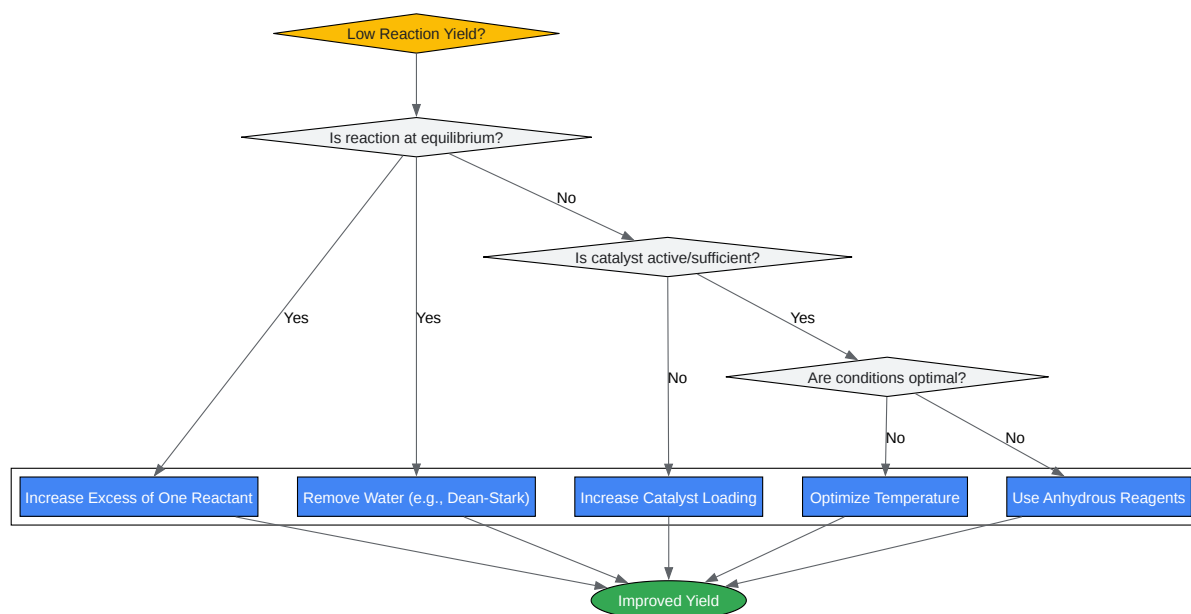 Low Reaction Yield?
Is reaction at equilibrium?
No
Is catalyst active/sufficient?
Yes
Yes
Yes
Are conditions optimal?
No
No
No
Increase Excess of One Reactant
Remove Water (e.g., Dean-Stark)
Increase Catalyst Loading
Optimize Temperature
Use Anhydrous Reagents
Improved Yield